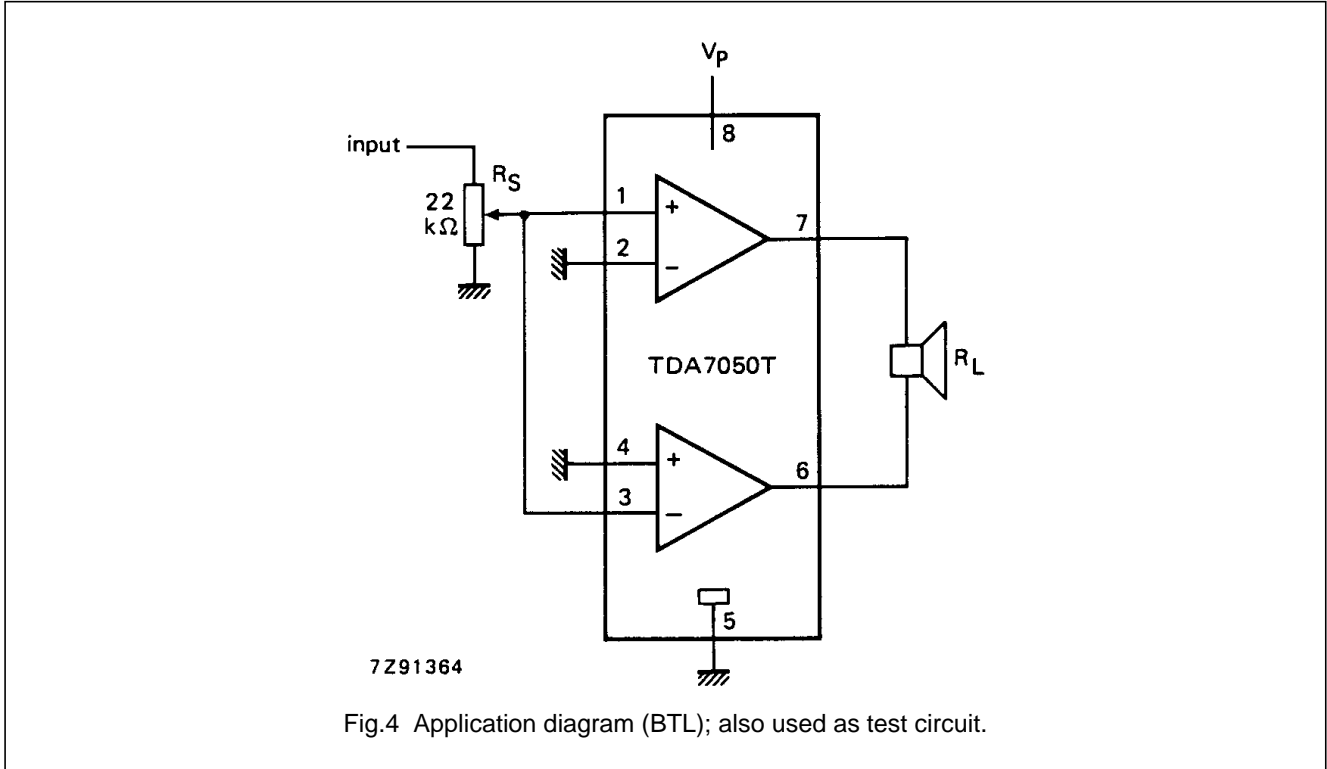 V_P
8
input
R_S
22
kΩ
1
+
7
2
−
TDA7050T
R_L
4
+
6
3
−
5
7Z91364
Fig.4 Application diagram (BTL); also used as test circuit.